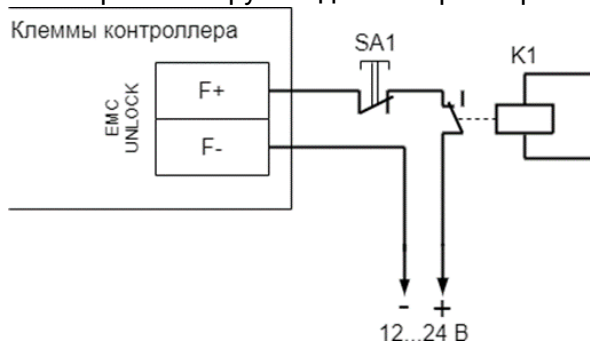 Клеммы контроллера
SA1
K1
EMC
UNLOCK
F+
F-
- +
12...24 В